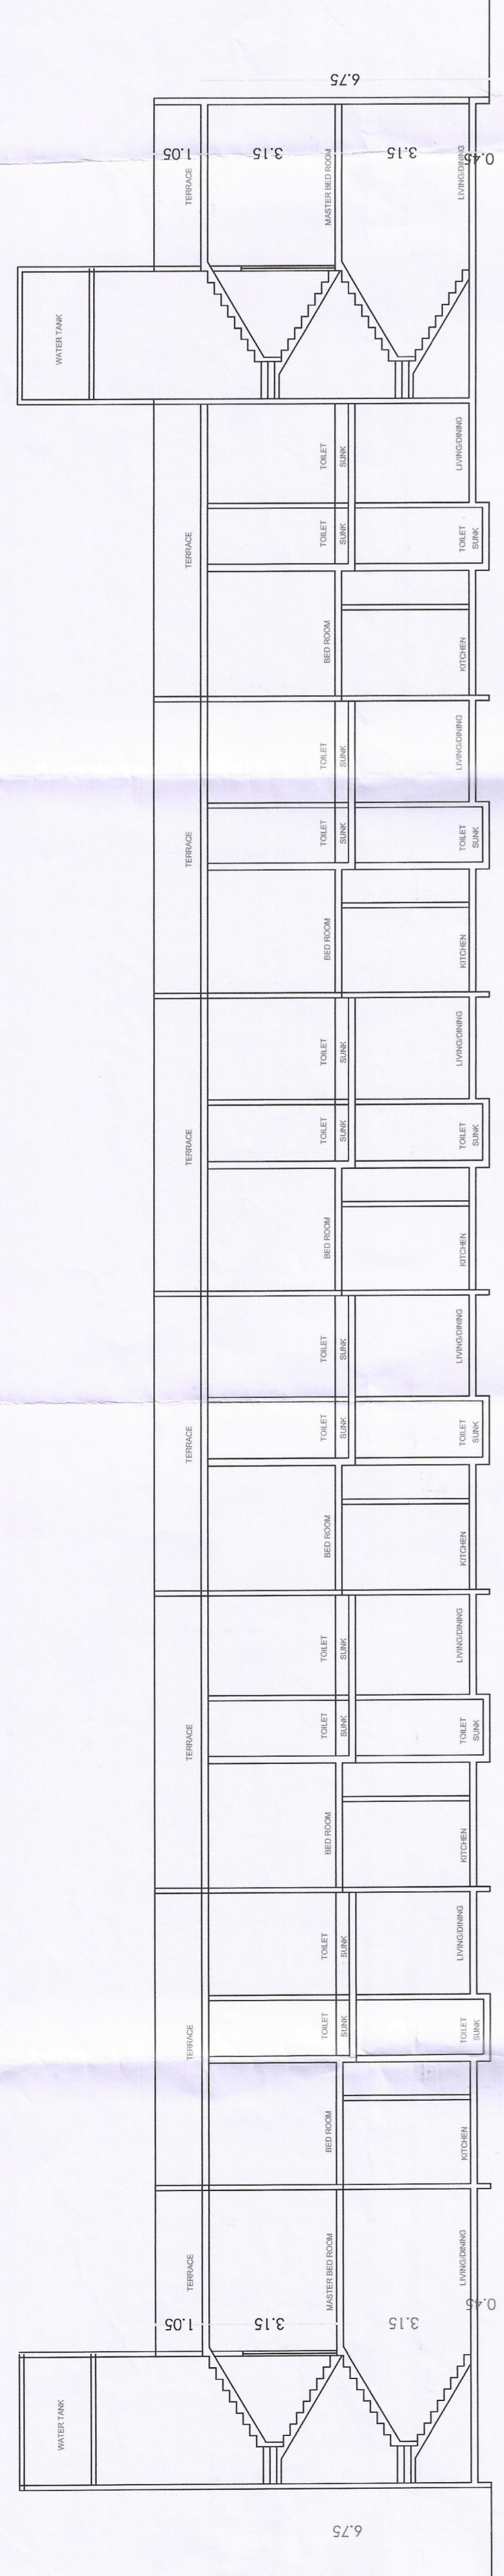 6.75
1.05 3.15 3.15 0.45
TERRACE MASTER BED ROOM LIVING/DINING
WATER TANK
TOILET SUNK LIVING/DINING
TERRACE TOILET SUNK TOILET SUNK
BED ROOM KITCHEN
TOILET SUNK LIVING/DINING
TERRACE TOILET SUNK TOILET SUNK
BED ROOM KITCHEN
TOILET SUNK LIVING/DINING
TERRACE TOILET SUNK TOILET SUNK
BED ROOM KITCHEN
TOILET SUNK LIVING/DINING
TERRACE TOILET SUNK TOILET SUNK
BED ROOM KITCHEN
TOILET SUNK LIVING/DINING
TERRACE TOILET SUNK TOILET SUNK
BED ROOM KITCHEN
TOILET SUNK LIVING/DINING
TERRACE TOILET SUNK TOILET SUNK
BED ROOM KITCHEN
TERRACE MASTER BED ROOM LIVING/DINING
1.05 3.15 3.15 0.45
WATER TANK
6.75